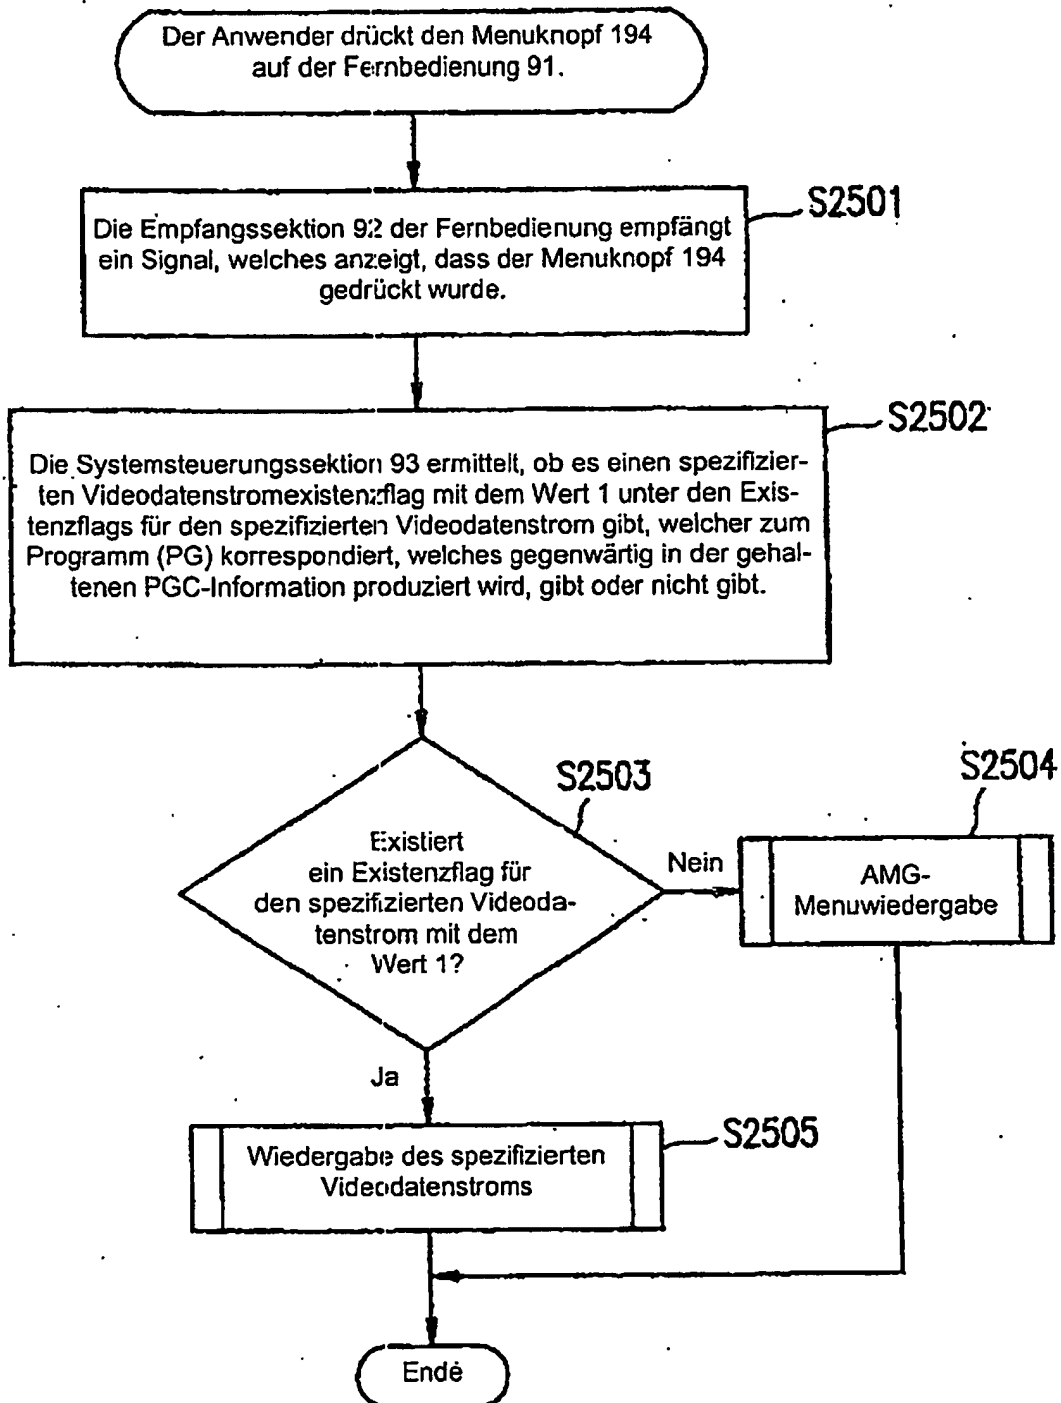 Der Anwender drückt den Menuknopf 194
auf der Fernbedienung 91.
S2501
Die Empfangssektion 92 der Fernbedienung empfängt
ein Signal, welches anzeigt, dass der Menuknopf 194
gedrückt wurde.
S2502
Die Systemsteuerungssektion 93 ermittelt, ob es einen spezifizier-
ten Videodatenstromexistenzflag mit dem Wert 1 unter den Exis-
tenzflags für den spezifizierten Videodatenstrom gibt, welcher zum
Programm (PG) korrespondiert, welches gegenwärtig in der gehal-
tenen PGC-Information produziert wird, gibt oder nicht gibt.
S2503
Existiert
ein Existenzflag für
den spezifizierten Videoda-
tenstrom mit dem
Wert 1?
Nein
S2504
AMG-
Menuwiedergabe
Ja
S2505
Wiedergabe des spezifizierten
Videodatenstroms
Ende